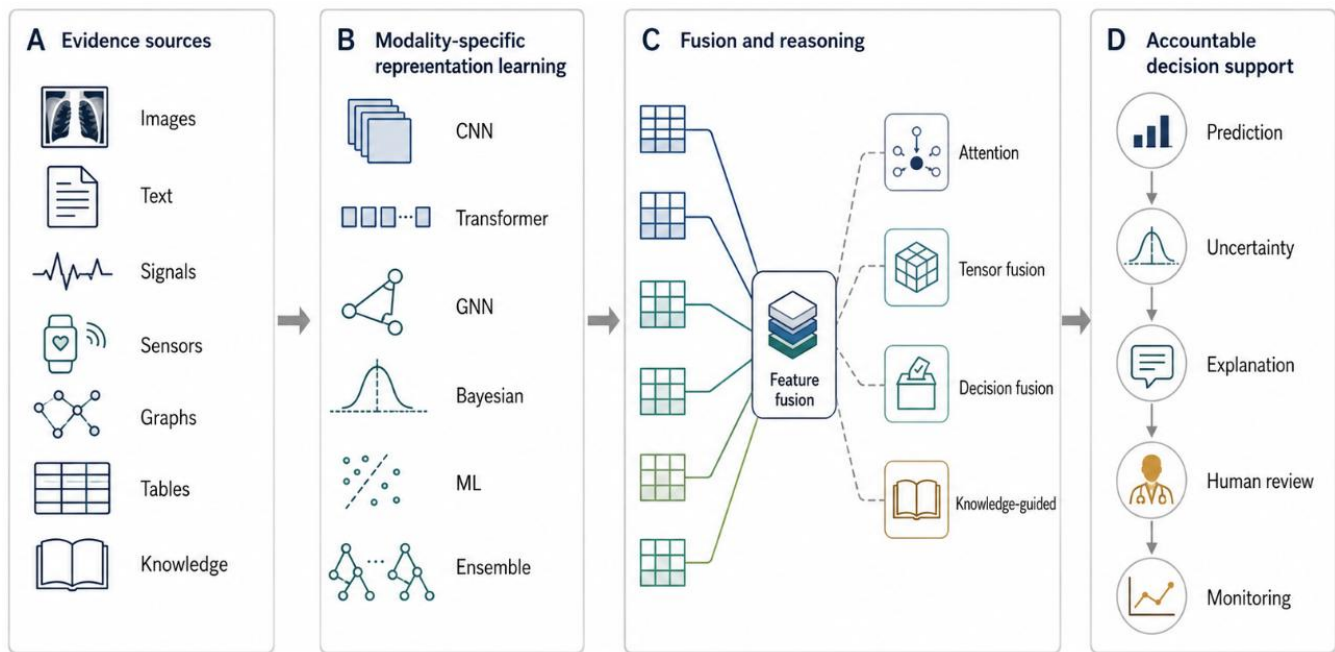 A Evidence sources
Images
Text
Signals
Sensors
Graphs
Tables
Knowledge
B Modality-specific
representation learning
CNN
Transformer
GNN
Bayesian
ML
Ensemble
C Fusion and reasoning
Feature
fusion
Attention
Tensor fusion
Decision fusion
Knowledge-guided
D Accountable
decision support
Prediction
Uncertainty
Explanation
Human review
Monitoring